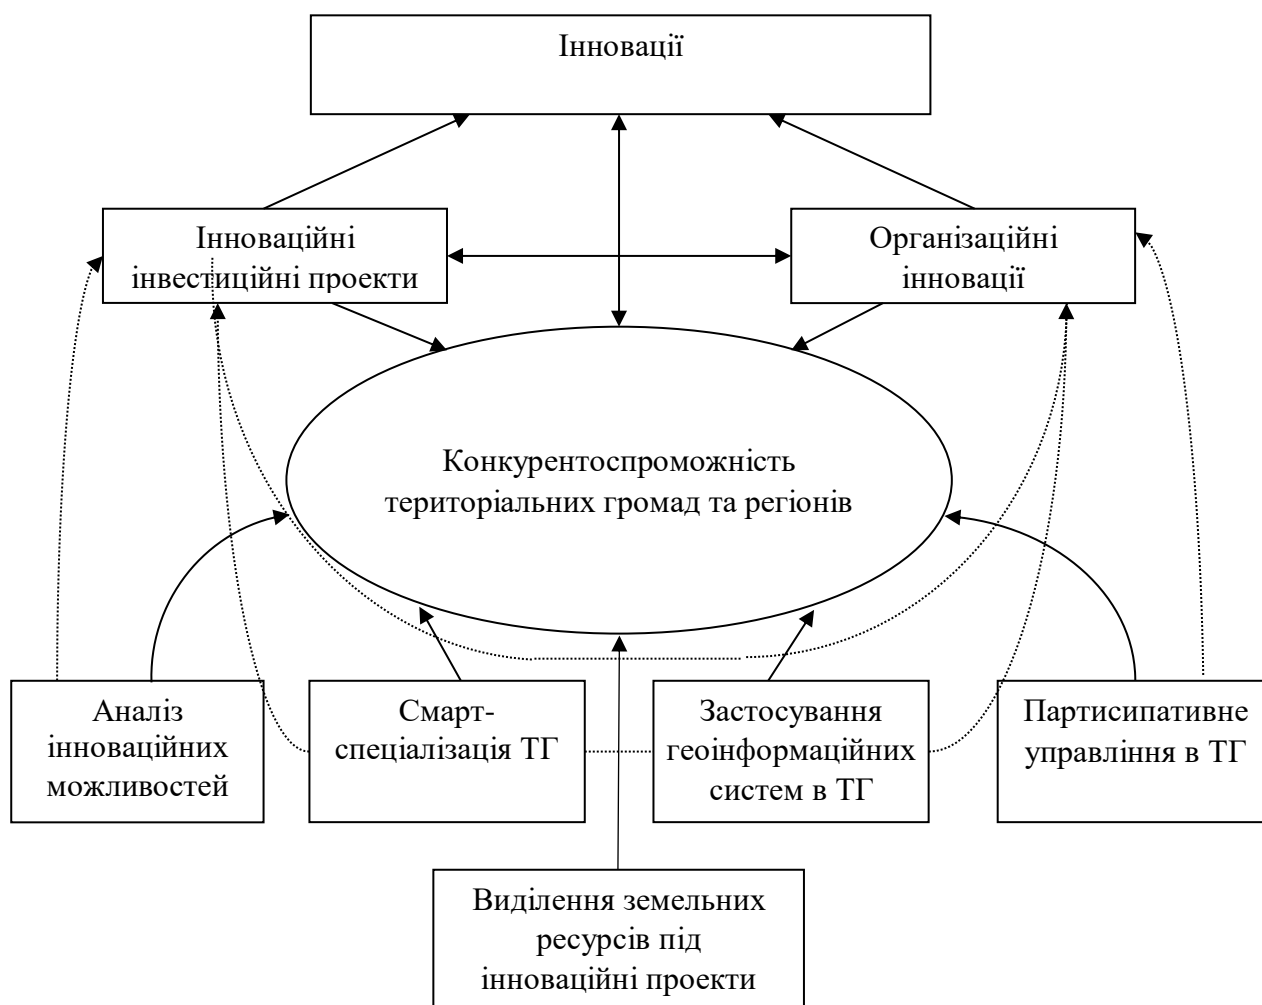 Інновації
Інноваційні
інвестиційні проекти
Організаційні
інновації
Конкурентоспроможність
територіальних громад та регіонів
Аналіз
інноваційних
можливостей
Смарт-
спеціалізація ТГ
Застосування
геоінформаційних
систем в ТГ
Партисипативне
управління в ТГ
Виділення земельних
ресурсів під
інноваційні проекти